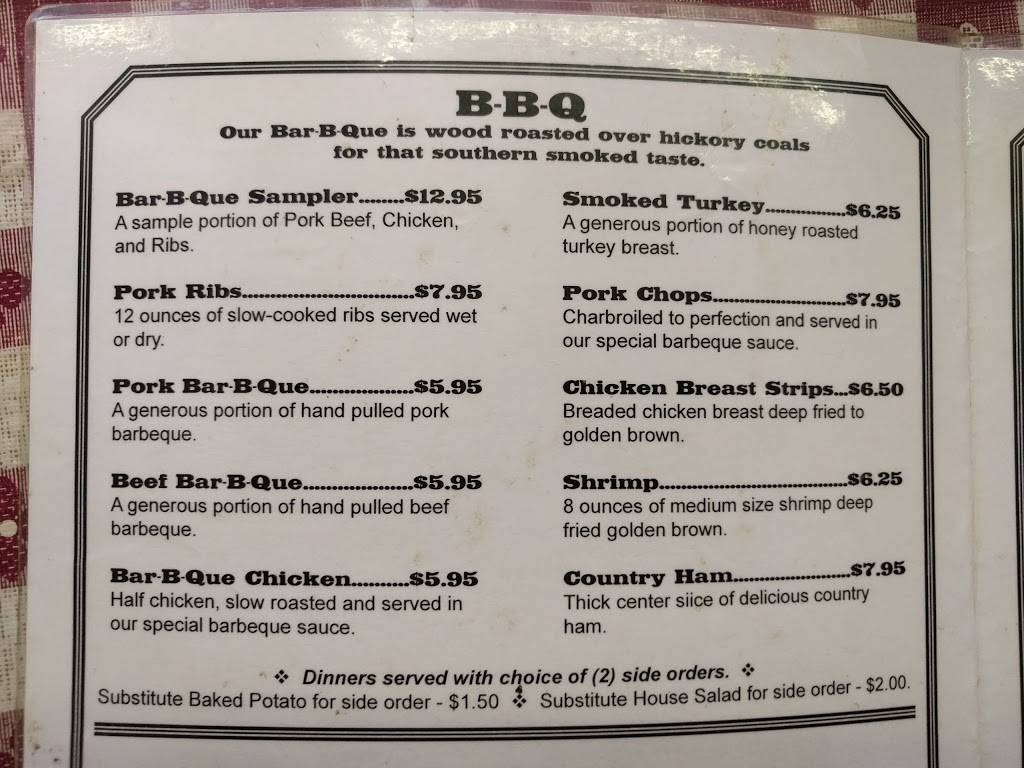 B-B-Q
Our Bar-B-Que is wood roasted over hickory coals
for that southern smoked taste.
Bar-B-Que Sampler........$12.95
A sample portion of Pork Beef, Chicken,
and Ribs.
Pork Ribs..................................$7.95
12 ounces of slow-cooked ribs served wet
or dry.
Pork Bar-B-Que....................$5.95
A generous portion of hand pulled pork
barbeque.
Beef Bar-B-Que.....................$5.95
A generous portion of hand pulled beef
barbeque.
Bar-B-Que Chicken..........$5.95
Half chicken, slow roasted and served in
our special barbeque sauce.
Smoked Turkey................$6.25
A generous portion of honey roasted
turkey breast.
Pork Chops..........................$7.95
Charbroiled to perfection and served in
our special barbeque sauce.
Chicken Breast Strips...$6.50
Breaded chicken breast deep fried to
golden brown.
Shrimp.....................................$6.25
8 ounces of medium size shrimp deep
fried golden brown.
Country Ham.......................$7.95
Thick center siice of delicious country
ham.
❖ Dinners served with choice of (2) side orders. ❖
Substitute Baked Potato for side order - $1.50 ❖ Substitute House Salad for side order - $2.00.